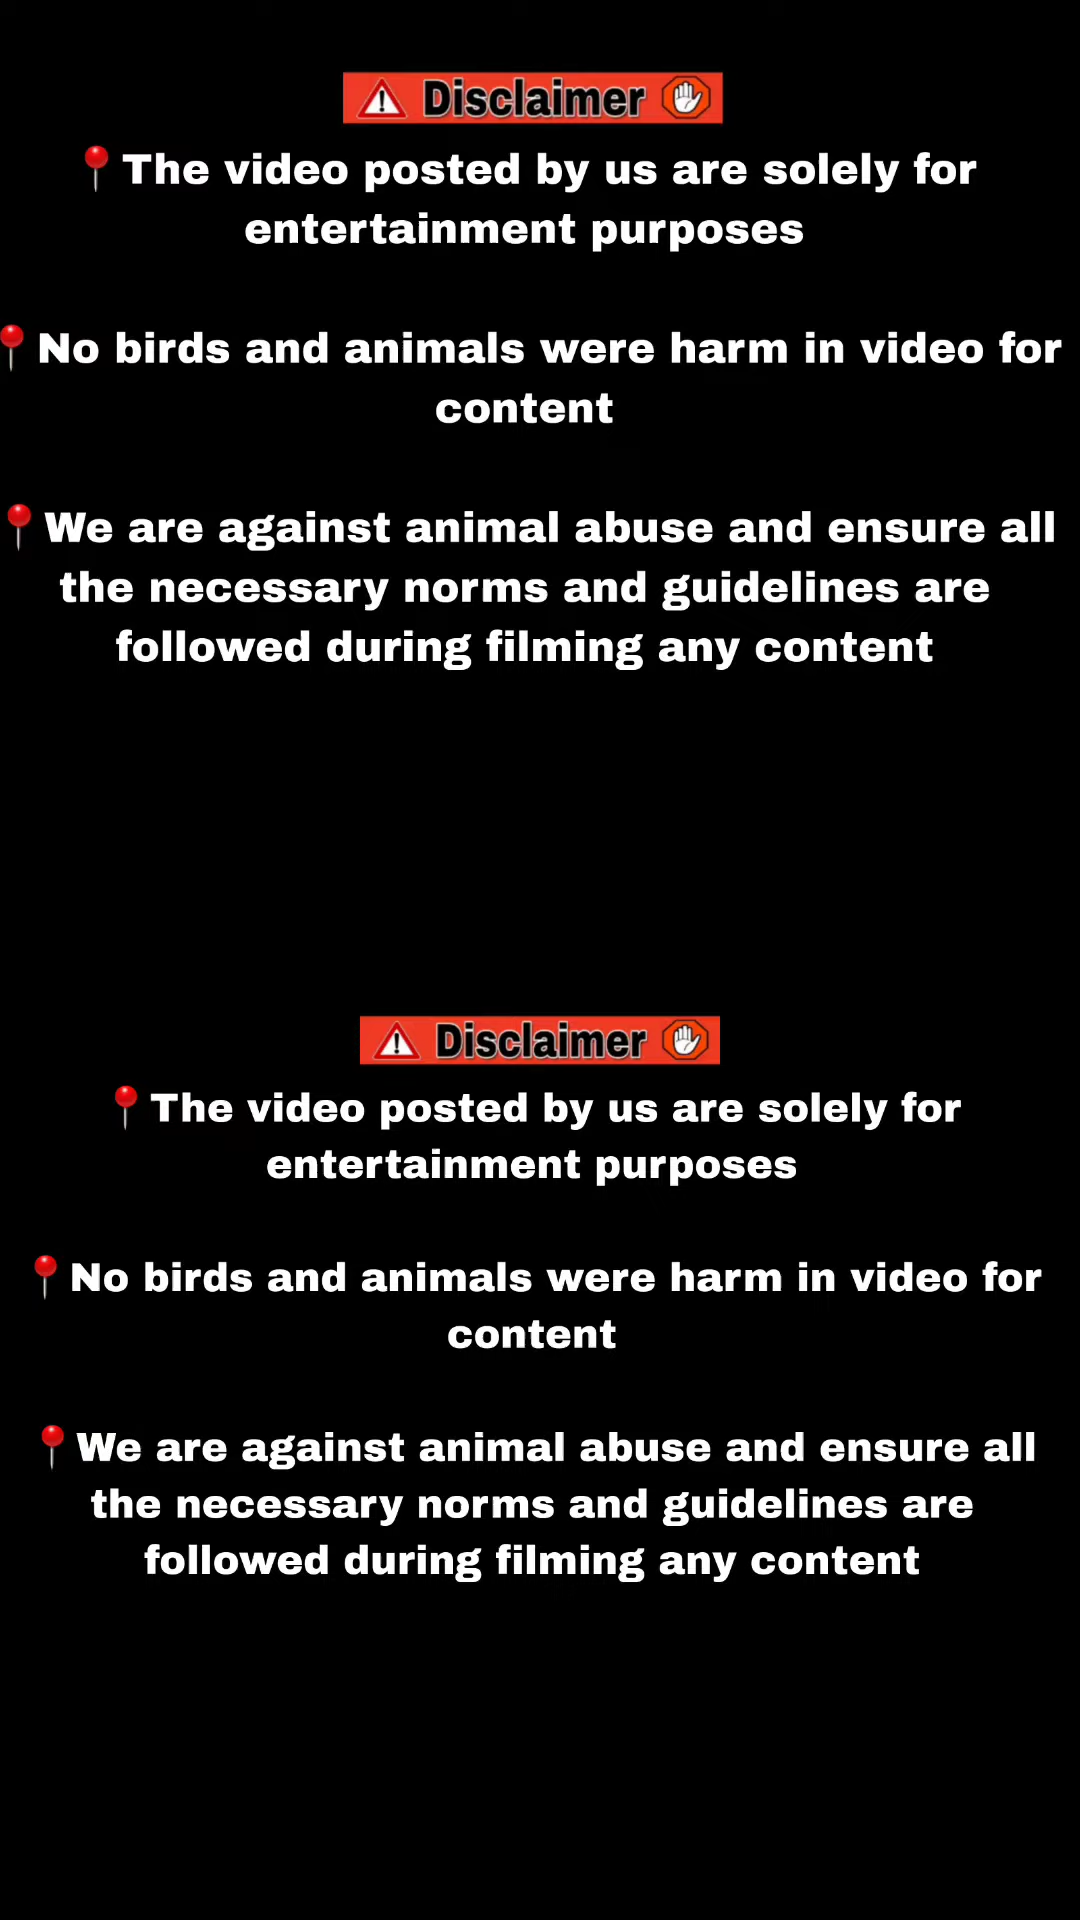 ⚠ Disclaimer
📍The video posted by us are solely for
entertainment purposes
📍No birds and animals were harm in video for
content
📍We are against animal abuse and ensure all
the necessary norms and guidelines are
followed during filming any content
⚠ Disclaimer
📍The video posted by us are solely for
entertainment purposes
📍No birds and animals were harm in video for
content
📍We are against animal abuse and ensure all
the necessary norms and guidelines are
followed during filming any content